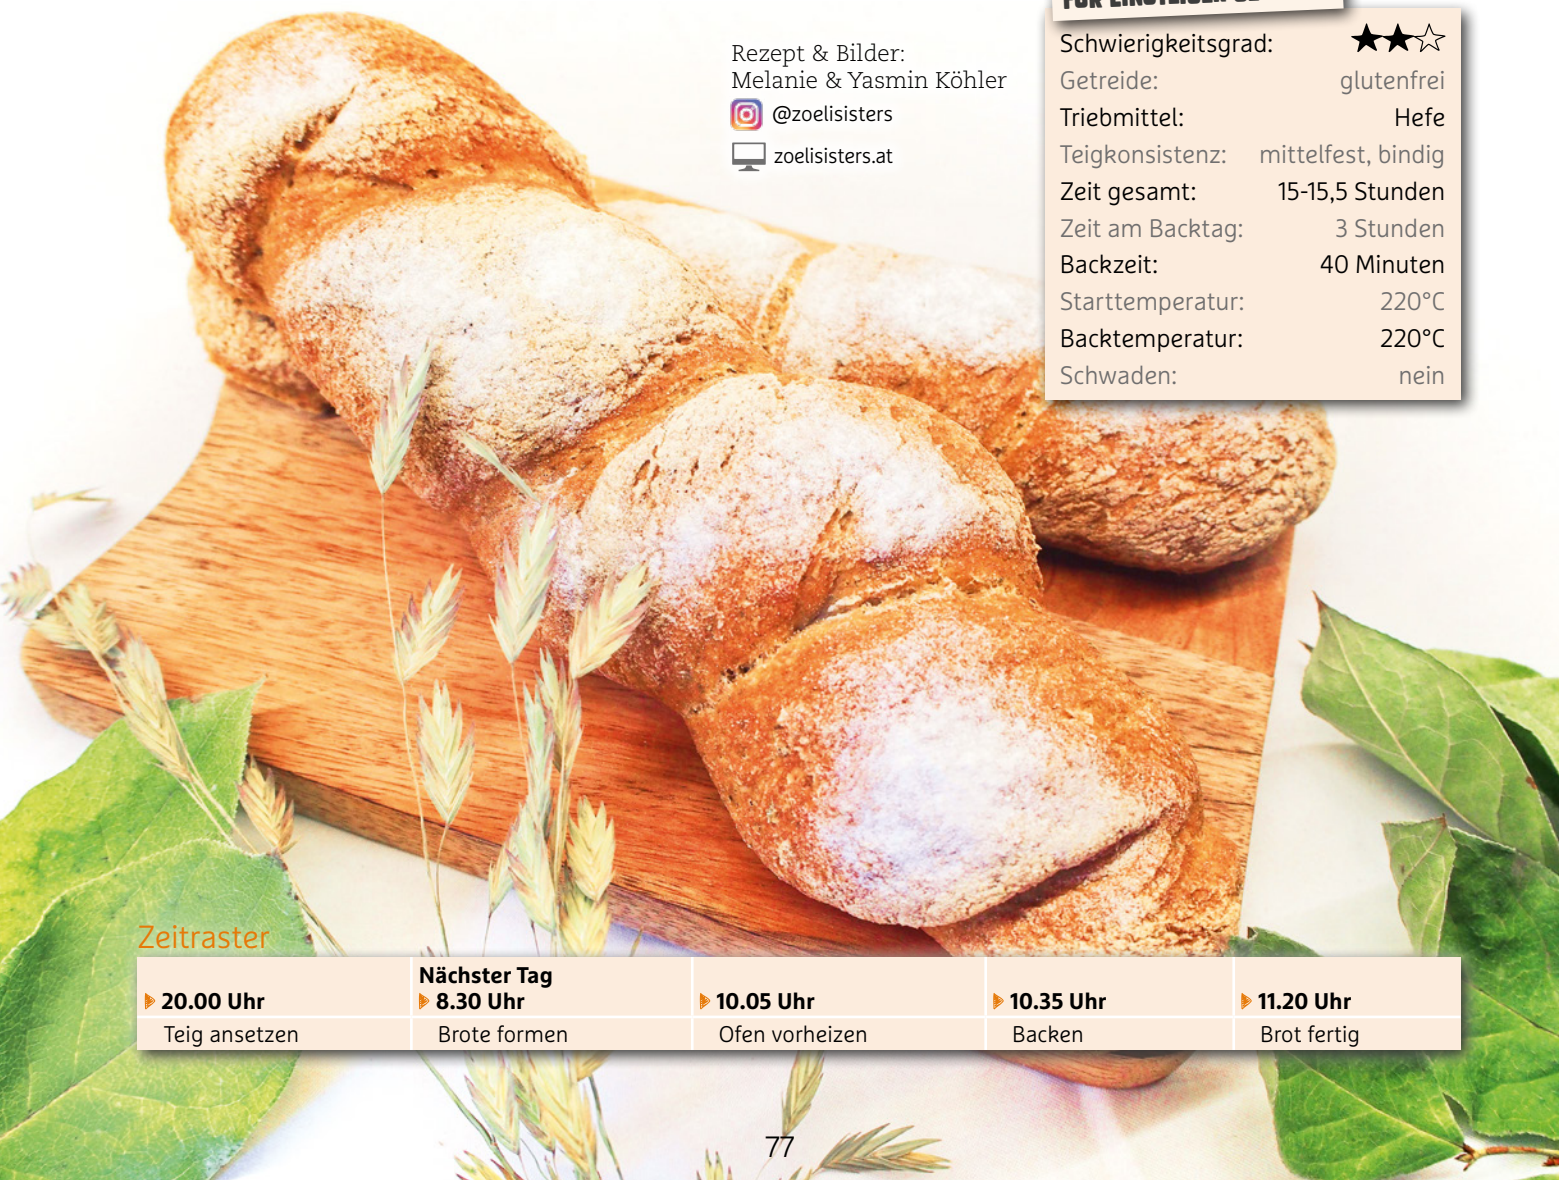 Rezept & Bilder:
Melanie & Yasmin Köhler
@zoelisisters
zoelisisters.at
Schwierigkeitsgrad:
Getreide: glutenfrei
Triebmittel: Hefe
Teigkonsistenz: mittelfest, bindig
Zeit gesamt: 15-15,5 Stunden
Zeit am Backtag: 3 Stunden
Backzeit: 40 Minuten
Starttemperatur: 220°C
Backtemperatur: 220°C
Schwaden: nein
Zeitraster
20.00 Uhr
Teig ansetzen
Nächster Tag
8.30 Uhr
Brote formen
10.05 Uhr
Ofen vorheizen
10.35 Uhr
Backen
11.20 Uhr
Brot fertig
77